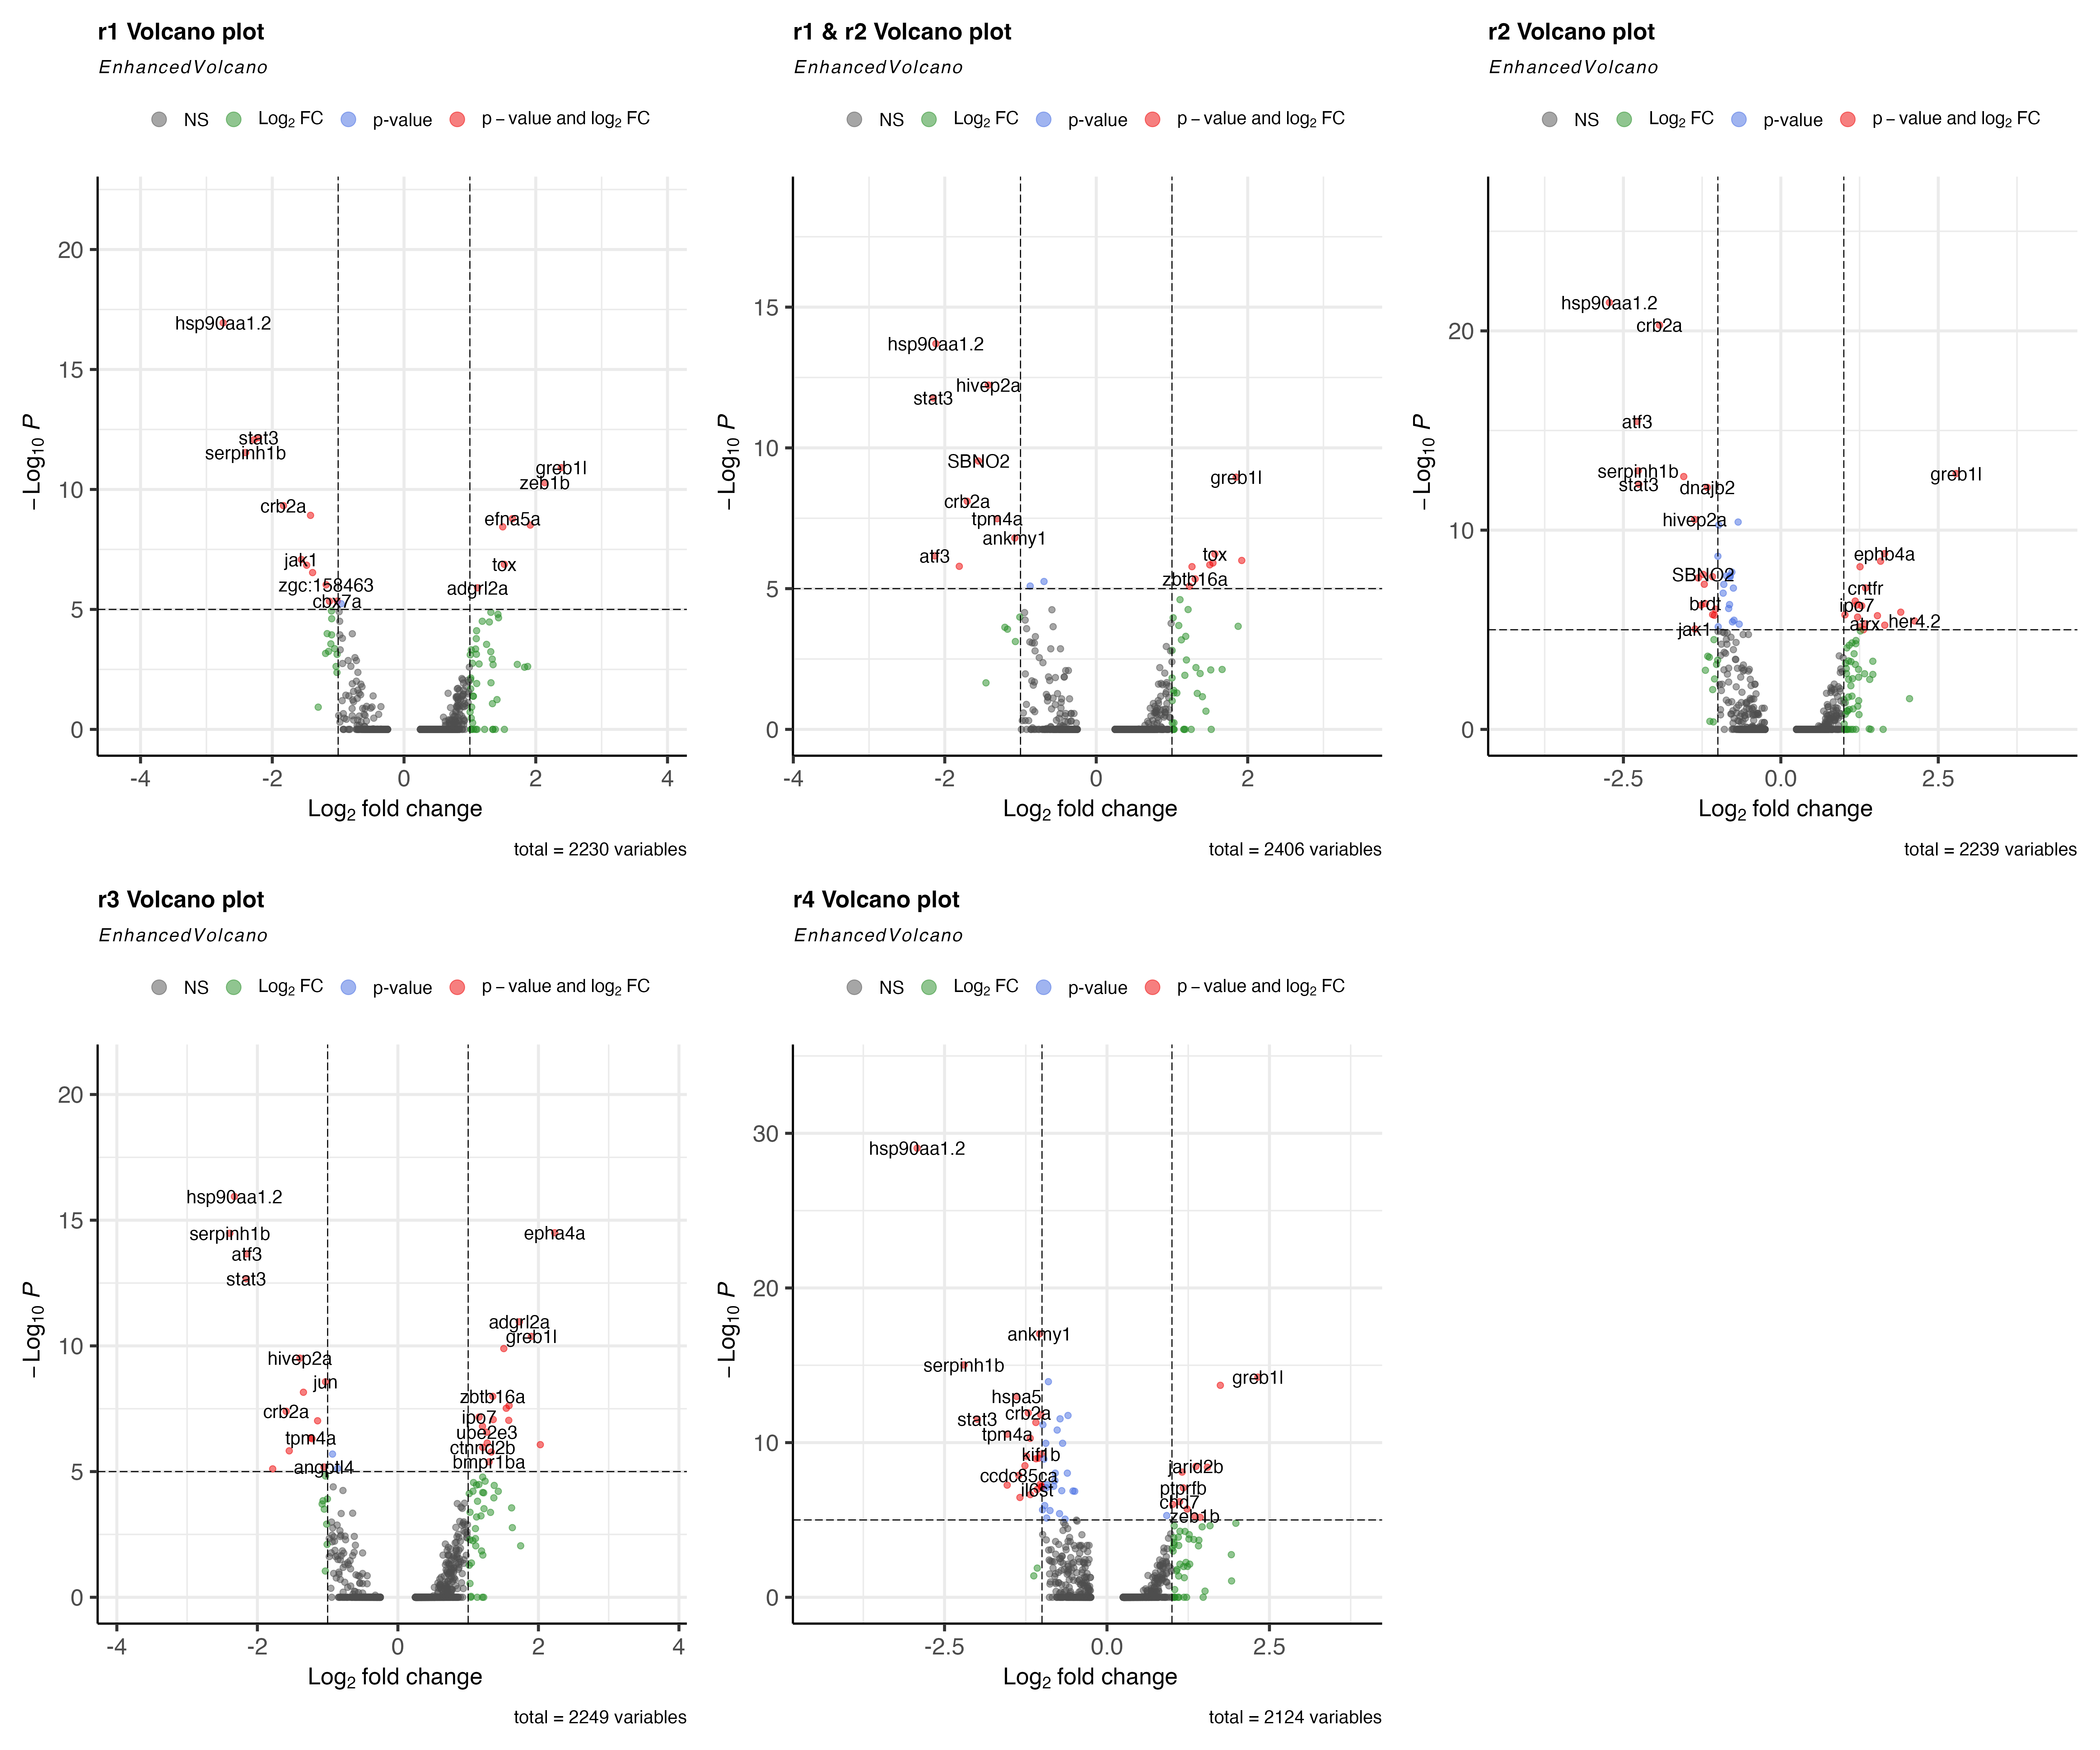 r1 Volcano plot
EnhancedVolcano
NS Log2 FC p-value p – value and log2 FC
20
15
10
5
0
–Log10 P
hsp90aa1.2
stat3
serpinh1b
greb1l
zeb1b
crb2a
efna5a
jak1
tox
zgc:158463
adgrl2a
cbx7a
-4 -2 0 2 4
Log2 fold change
total = 2230 variables
r1 & r2 Volcano plot
EnhancedVolcano
NS Log2 FC p-value p – value and log2 FC
15
10
5
0
–Log10 P
hsp90aa1.2
hivep2a
stat3
SBNO2
greb1l
crb2a
tpm4a
ankmy1
atf3
tox
zbtb16a
-4 -2 0 2
Log2 fold change
total = 2406 variables
r2 Volcano plot
EnhancedVolcano
NS Log2 FC p-value p – value and log2 FC
20
10
0
–Log10 P
hsp90aa1.2
crb2a
atf3
serpinh1b
greb1l
stat3
dnajb2
hivep2a
ephb4a
SBNO2
cntfr
brdt
ipo7
jak1
atrx
her4.2
-2.5 0.0 2.5
Log2 fold change
total = 2239 variables
r3 Volcano plot
EnhancedVolcano
NS Log2 FC p-value p – value and log2 FC
20
15
10
5
0
–Log10 P
hsp90aa1.2
serpinh1b
epha4a
atf3
stat3
adgrl2a
greb1l
hivep2a
jun
zbtb16a
crb2a
ipo7
tpm4a
ube2e3
ctnnd2b
angptl4
bmpr1ba
-4 -2 0 2 4
Log2 fold change
total = 2249 variables
r4 Volcano plot
EnhancedVolcano
NS Log2 FC p-value p – value and log2 FC
30
20
10
0
–Log10 P
hsp90aa1.2
ankmy1
serpinh1b
greb1l
hspa5
crb2a
stat3
tpm4a
kif1b
jarid2b
ccdc85ca
ptprfb
il6st
chd7
zeb1b
-2.5 0.0 2.5
Log2 fold change
total = 2124 variables